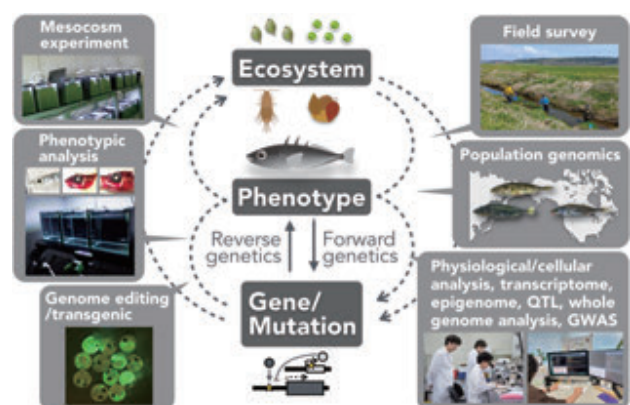 Mesocosm
experiment
Ecosystem
Field survey
Phenotypic
analysis
Population genomics
Phenotype
Reverse
genetics
Forward
genetics
Genome editing
/transgenic
Gene/
Mutation
Physiological/cellular
analysis, transcriptome,
epigenome, QTL, whole
genome analysis, GWAS